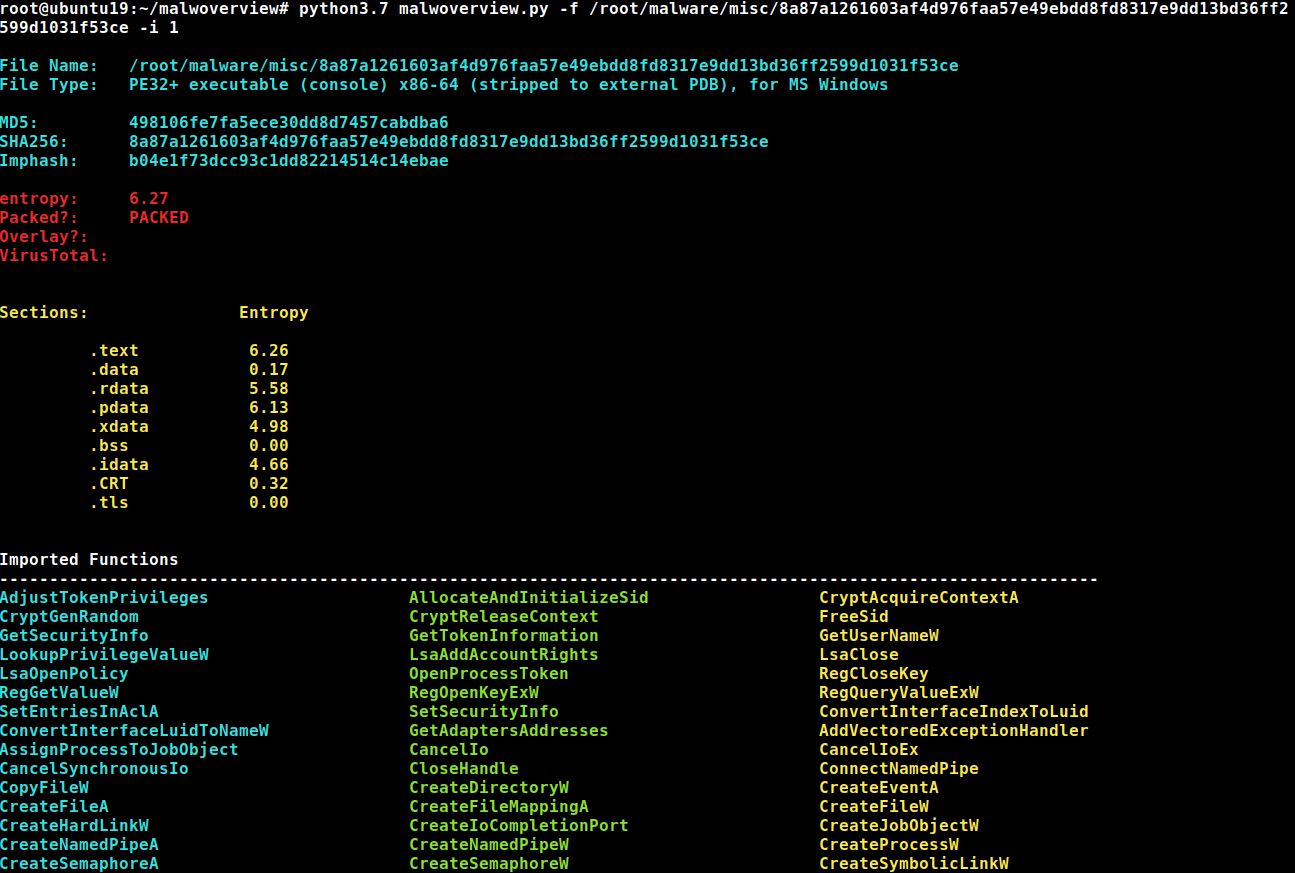 root@ubuntu19:~/malwoverview# python3.7 malwoverview.py -f /root/malware/misc/8a87a1261603af4d976faa57e49ebdd8fd8317e9dd13bd36ff2
599d1031f53ce -i 1
File Name: /root/malware/misc/8a87a1261603af4d976faa57e49ebdd8fd8317e9dd13bd36ff2599d1031f53ce
File Type: PE32+ executable (console) x86-64 (stripped to external PDB), for MS Windows
MD5: 498106fe7fa5ece30dd8d7457cabdba6
SHA256: 8a87a1261603af4d976faa57e49ebdd8fd8317e9dd13bd36ff2599d1031f53ce
Imphash: b04e1f73dcc93c1dd82214514c14ebae
entropy: 6.27
Packed?: PACKED
Overlay?:
VirusTotal:
Sections: Entropy
.text 6.26
.data 0.17
.rdata 5.58
.pdata 6.13
.xdata 4.98
.bss 0.00
.idata 4.66
.CRT 0.32
.tls 0.00
Imported Functions
--------------------------------------------------------------------------------------------------------------
AdjustTokenPrivileges AllocateAndInitializeSid CryptAcquireContextA
CryptGenRandom CryptReleaseContext FreeSid
GetSecurityInfo GetTokenInformation GetUserNameW
LookupPrivilegeValueW LsaAddAccountRights LsaClose
LsaOpenPolicy OpenProcessToken RegCloseKey
RegGetValueW RegOpenKeyExW RegQueryValueExW
SetEntriesInAclA SetSecurityInfo ConvertInterfaceIndexToLuid
ConvertInterfaceLuidToNameW GetAdaptersAddresses AddVectoredExceptionHandler
AssignProcessToJobObject CancelIo CancelIoEx
CancelSynchronousIo CloseHandle ConnectNamedPipe
CopyFileW CreateDirectoryW CreateEventA
CreateFileA CreateFileMappingA CreateFileW
CreateHardLinkW CreateIoCompletionPort CreateJobObjectW
CreateNamedPipeA CreateNamedPipeW CreateProcessW
CreateSemaphoreA CreateSemaphoreW CreateSymbolicLinkW